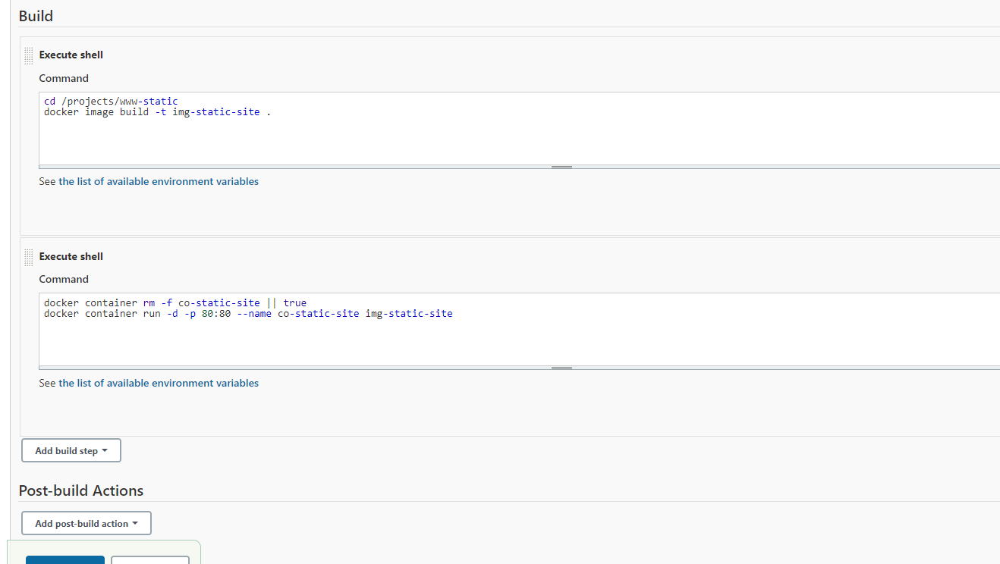 Build
Execute shell
Command
cd /projects/www-static
docker image build -t img-static-site .
See the list of available environment variables
Execute shell
Command
docker container rm -f co-static-site || true
docker container run -d -p 80:80 --name co-static-site img-static-site
See the list of available environment variables
Add build step
Post-build Actions
Add post-build action